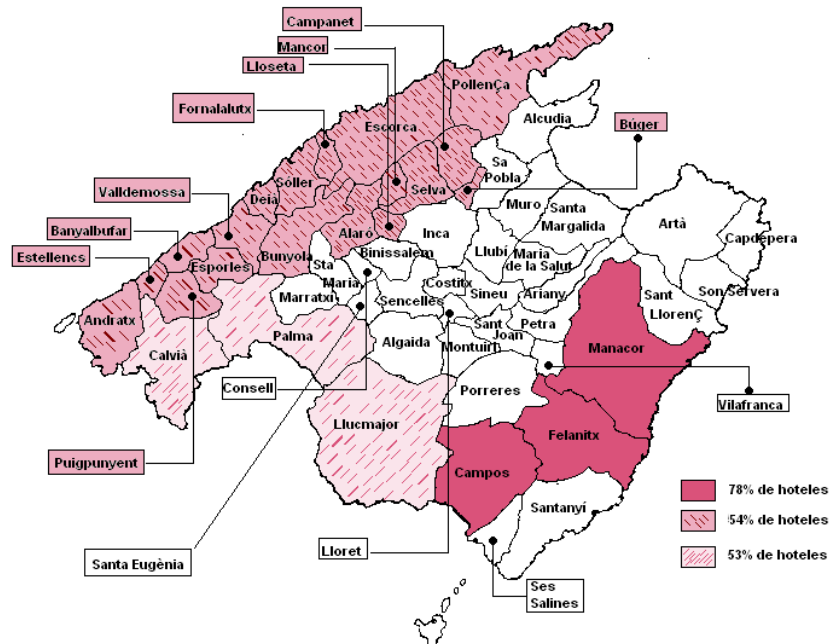 Campanet
Mancor
Lloseta
PollenÇa
Fornalalutx
Alcudia
Escorca
Búger
Sa
Pobla
Valldemossa
Sóller
Selva
Deià
Muro
Santa
Margalida
Artà
Banyalbufar
Alaró
Inca
Capdepera
Estellencs
Esporles
Bunyola
Binissalem
Llubí
Maria
de la Salut
Sta
Maria
Costitx
Sineu
Ariany
Sant
LlorenÇ
Son Servera
Marratxi
Sencelles
Andratx
Palma
Sant
Joan
Petra
Calvià
Algaida
Montuiri
Manacor
Consell
Porreres
Vilafranca
Llucmajor
Felanitx
Puigpunyent
Campos
78% de hoteles
Santanyí
54% de hoteles
Santa Eugènia
Lloret
53% de hoteles
Ses
Salines